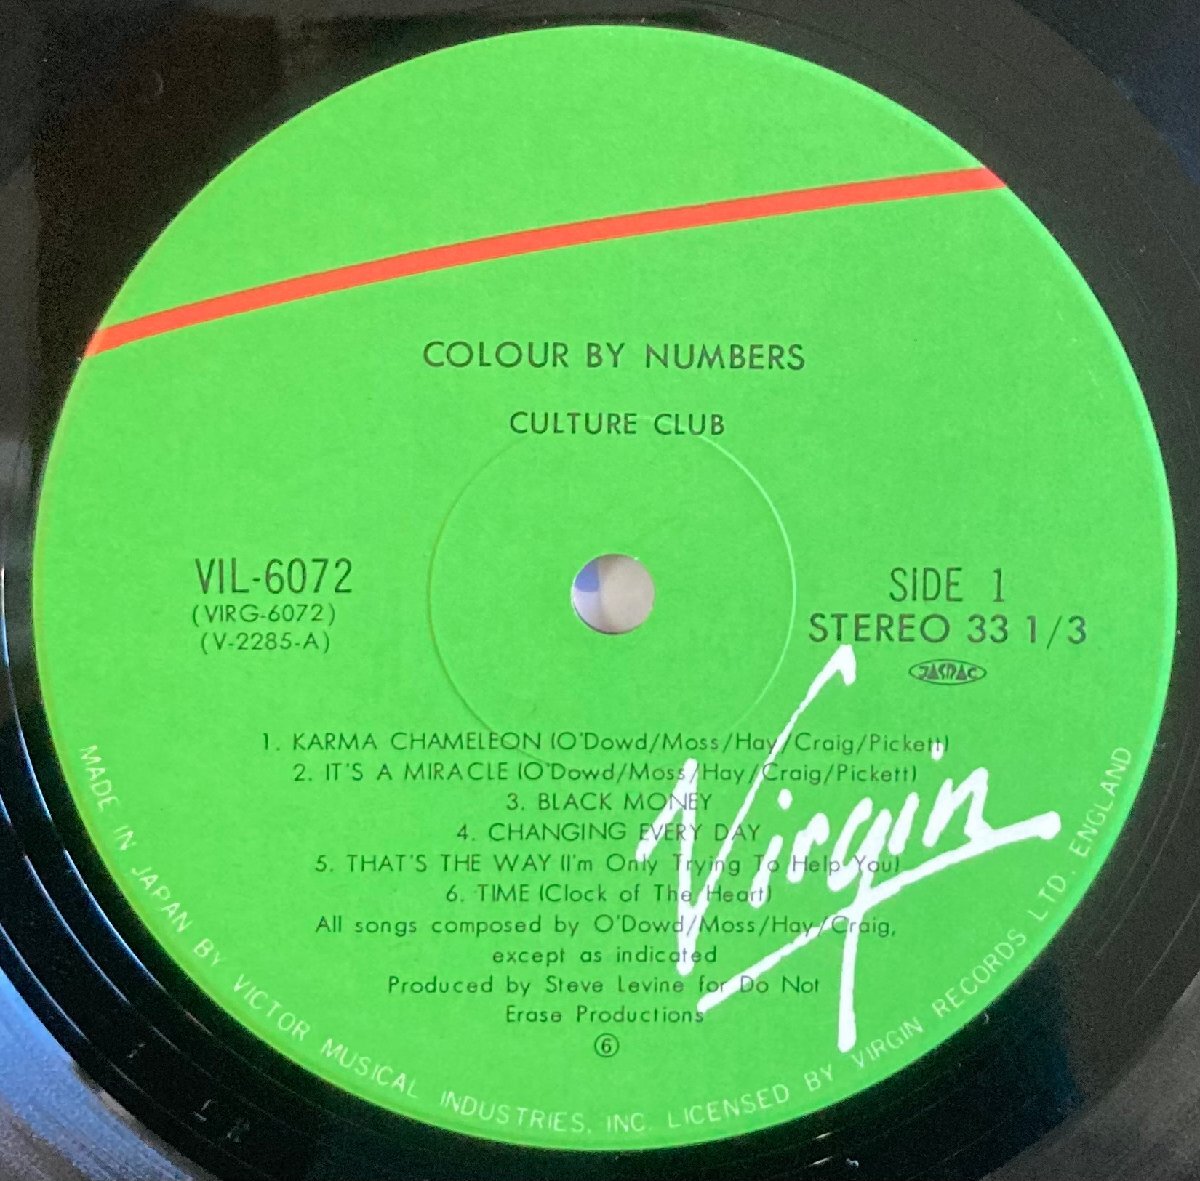 COLOUR BY NUMBERS
CULTURE CLUB
VIL-6072
(VIRG-6072)
(V-2285-A)
SIDE 1
STEREO 33 1/3
JASRAC
1. KARMA CHAMELEON (O'Dowd/Moss/Hay/Craig/Pickett)
2. IT'S A MIRACLE (O'Dowd/Moss/Hay/Craig/Pickett)
3. BLACK MONEY
4. CHANGING EVERY DAY
5. THAT'S THE WAY (I'm Only Trying To Help You)
6. TIME (Clock of The Heart)
All songs composed by O'Dowd/Moss/Hay/Craig,
except as indicated
Produced by Steve Levine for Do Not
Erase Productions
⑥
Virgin
MADE IN JAPAN BY VICTOR MUSICAL INDUSTRIES, INC. LICENSED BY VIRGIN RECORDS LTD., ENGLAND